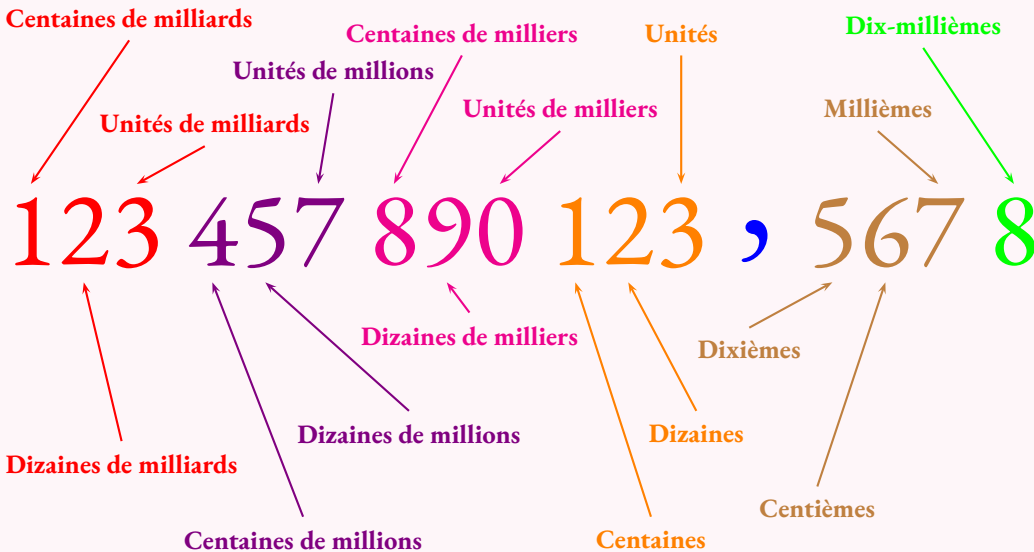 Centaines de milliards
Centaines de milliers
Unités
Dix-millièmes
Unités de millions
Unités de milliards
Unités de milliers
Millièmes
123 457 890 123 , 567 8
Dizaines de milliers
Dixièmes
Dizaines de millions
Dizaines
Dizaines de milliards
Centièmes
Centaines de millions
Centaines